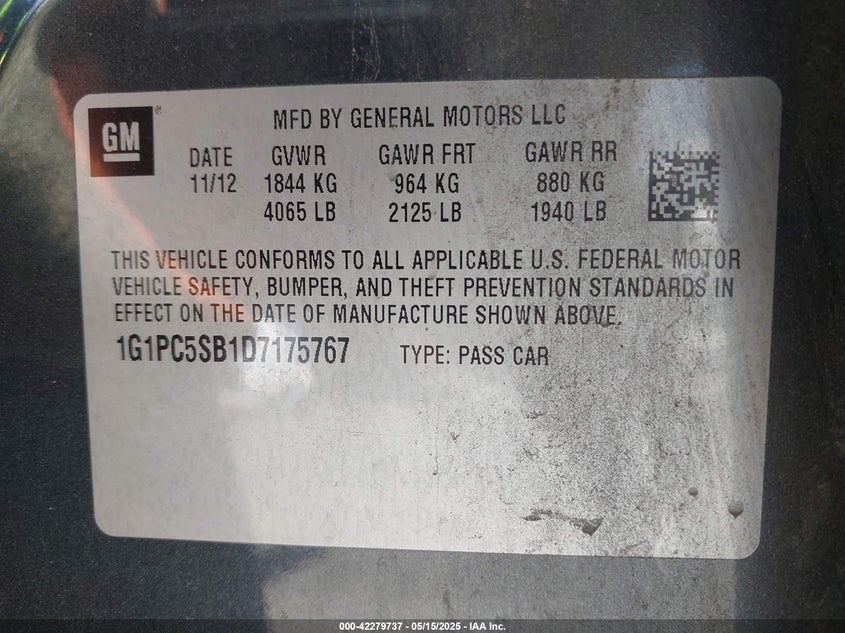 GM ®
MFD BY GENERAL MOTORS LLC
DATE GVWR GAWR FRT GAWR RR
11/12 1844 KG 964 KG 880 KG
4065 LB 2125 LB 1940 LB
THIS VEHICLE CONFORMS TO ALL APPLICABLE U.S. FEDERAL MOTOR
VEHICLE SAFETY, BUMPER, AND THEFT PREVENTION STANDARDS IN
EFFECT ON THE DATE OF MANUFACTURE SHOWN ABOVE.
1G1PC5SB1D7175767 TYPE: PASS CAR
000-42279737 - 05/15/2025 - IAA Inc.